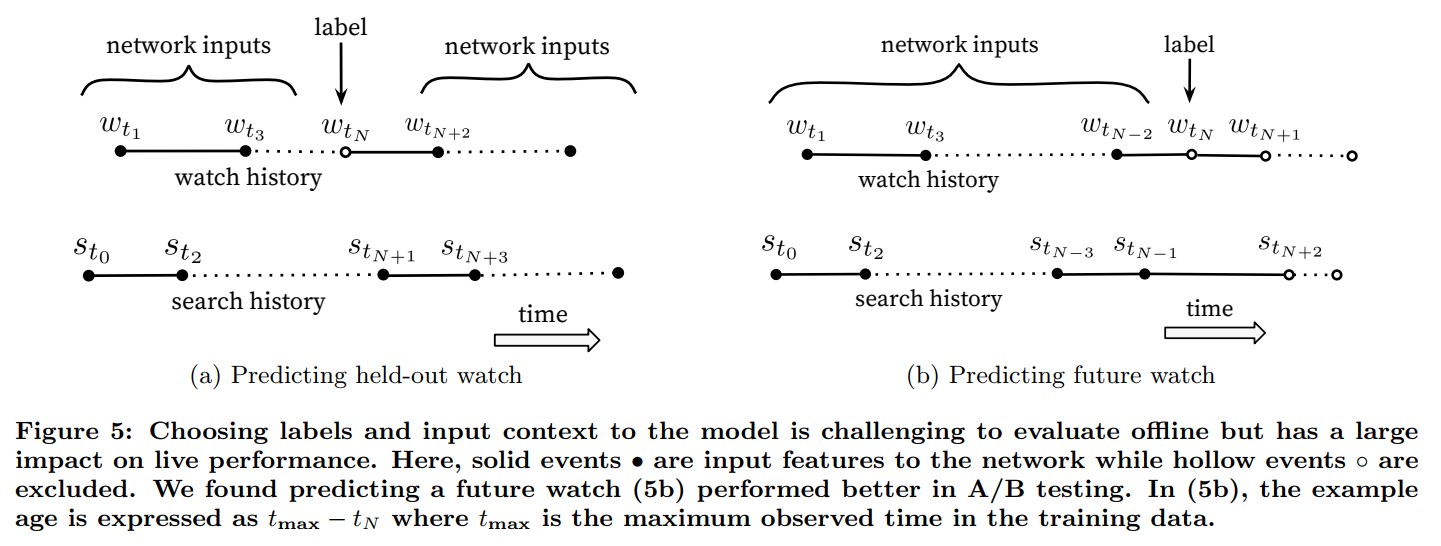 network inputs
label
network inputs
w_{t_1} w_{t_3} w_{t_N} w_{t_{N+2}}
watch history
s_{t_0} s_{t_2} s_{t_{N+1}} s_{t_{N+3}}
search history
time
(a) Predicting held-out watch
network inputs
label
w_{t_1} w_{t_3} w_{t_{N-2}} w_{t_N} w_{t_{N+1}}
watch history
s_{t_0} s_{t_2} s_{t_{N-3}} s_{t_{N-1}} s_{t_{N+2}}
search history
time
(b) Predicting future watch
Figure 5: Choosing labels and input context to the model is challenging to evaluate offline but has a large
impact on live performance. Here, solid events • are input features to the network while hollow events ○ are
excluded. We found predicting a future watch (5b) performed better in A/B testing. In (5b), the example
age is expressed as t_{max} − t_N where t_{max} is the maximum observed time in the training data.